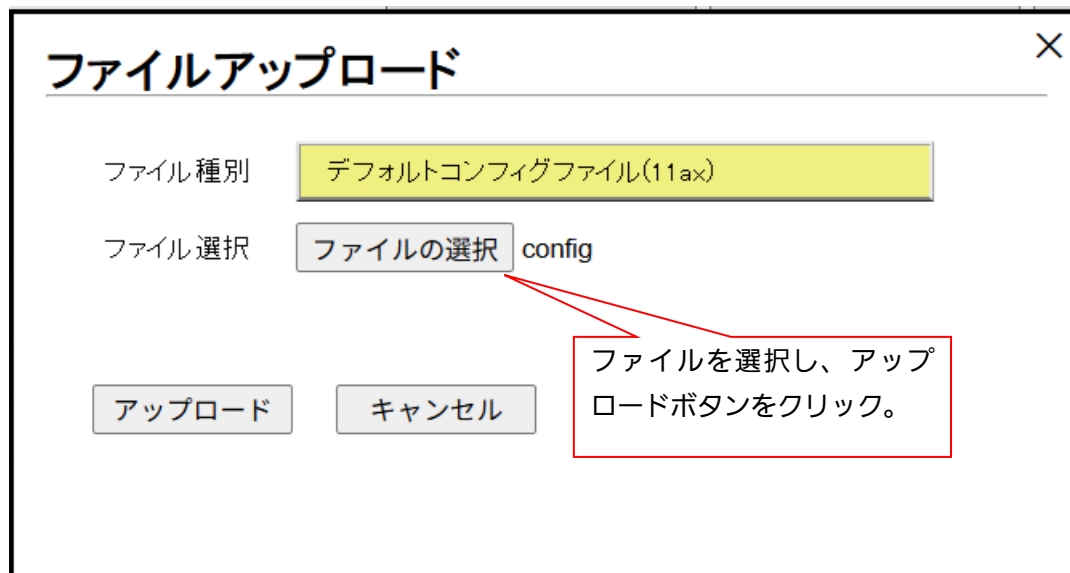 ファイルアップロード
×
ファイル種別 デフォルトコンフィグファイル(11ax)
ファイル選択 ファイルの選択 config
ファイルを選択し、アップ
ロードボタンをクリック。
アップロード キャンセル